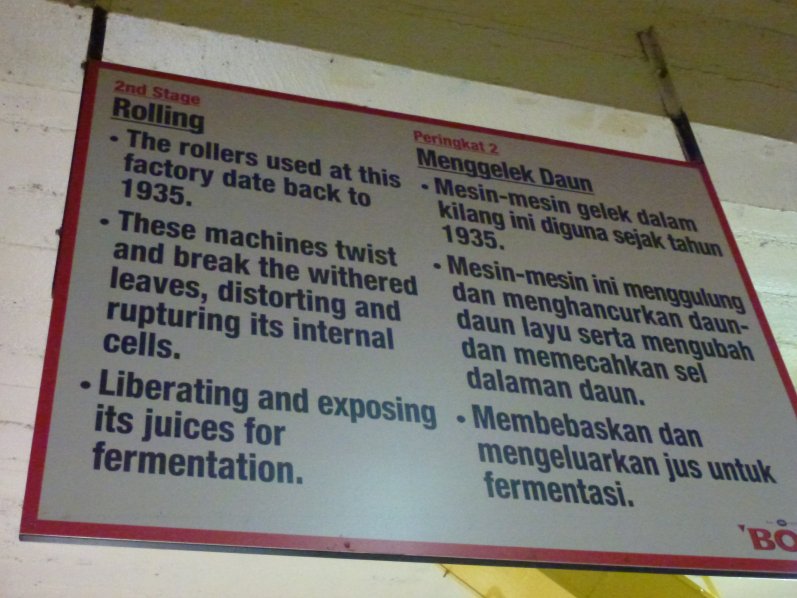 2nd Stage
Rolling
• The rollers used at this
factory date back to
1935.
• These machines twist
and break the withered
leaves, distorting and
rupturing its internal
cells.
• Liberating and exposing
its juices for
fermentation.
Peringkat 2
Menggelek Daun
• Mesin-mesin gelek dalam
kilang ini diguna sejak tahun
1935.
• Mesin-mesin ini menggulung
dan menghancurkan daun-
daun layu serta mengubah
dan memecahkan sel
dalaman daun.
• Membebaskan dan
mengeluarkan jus untuk
fermentasi.